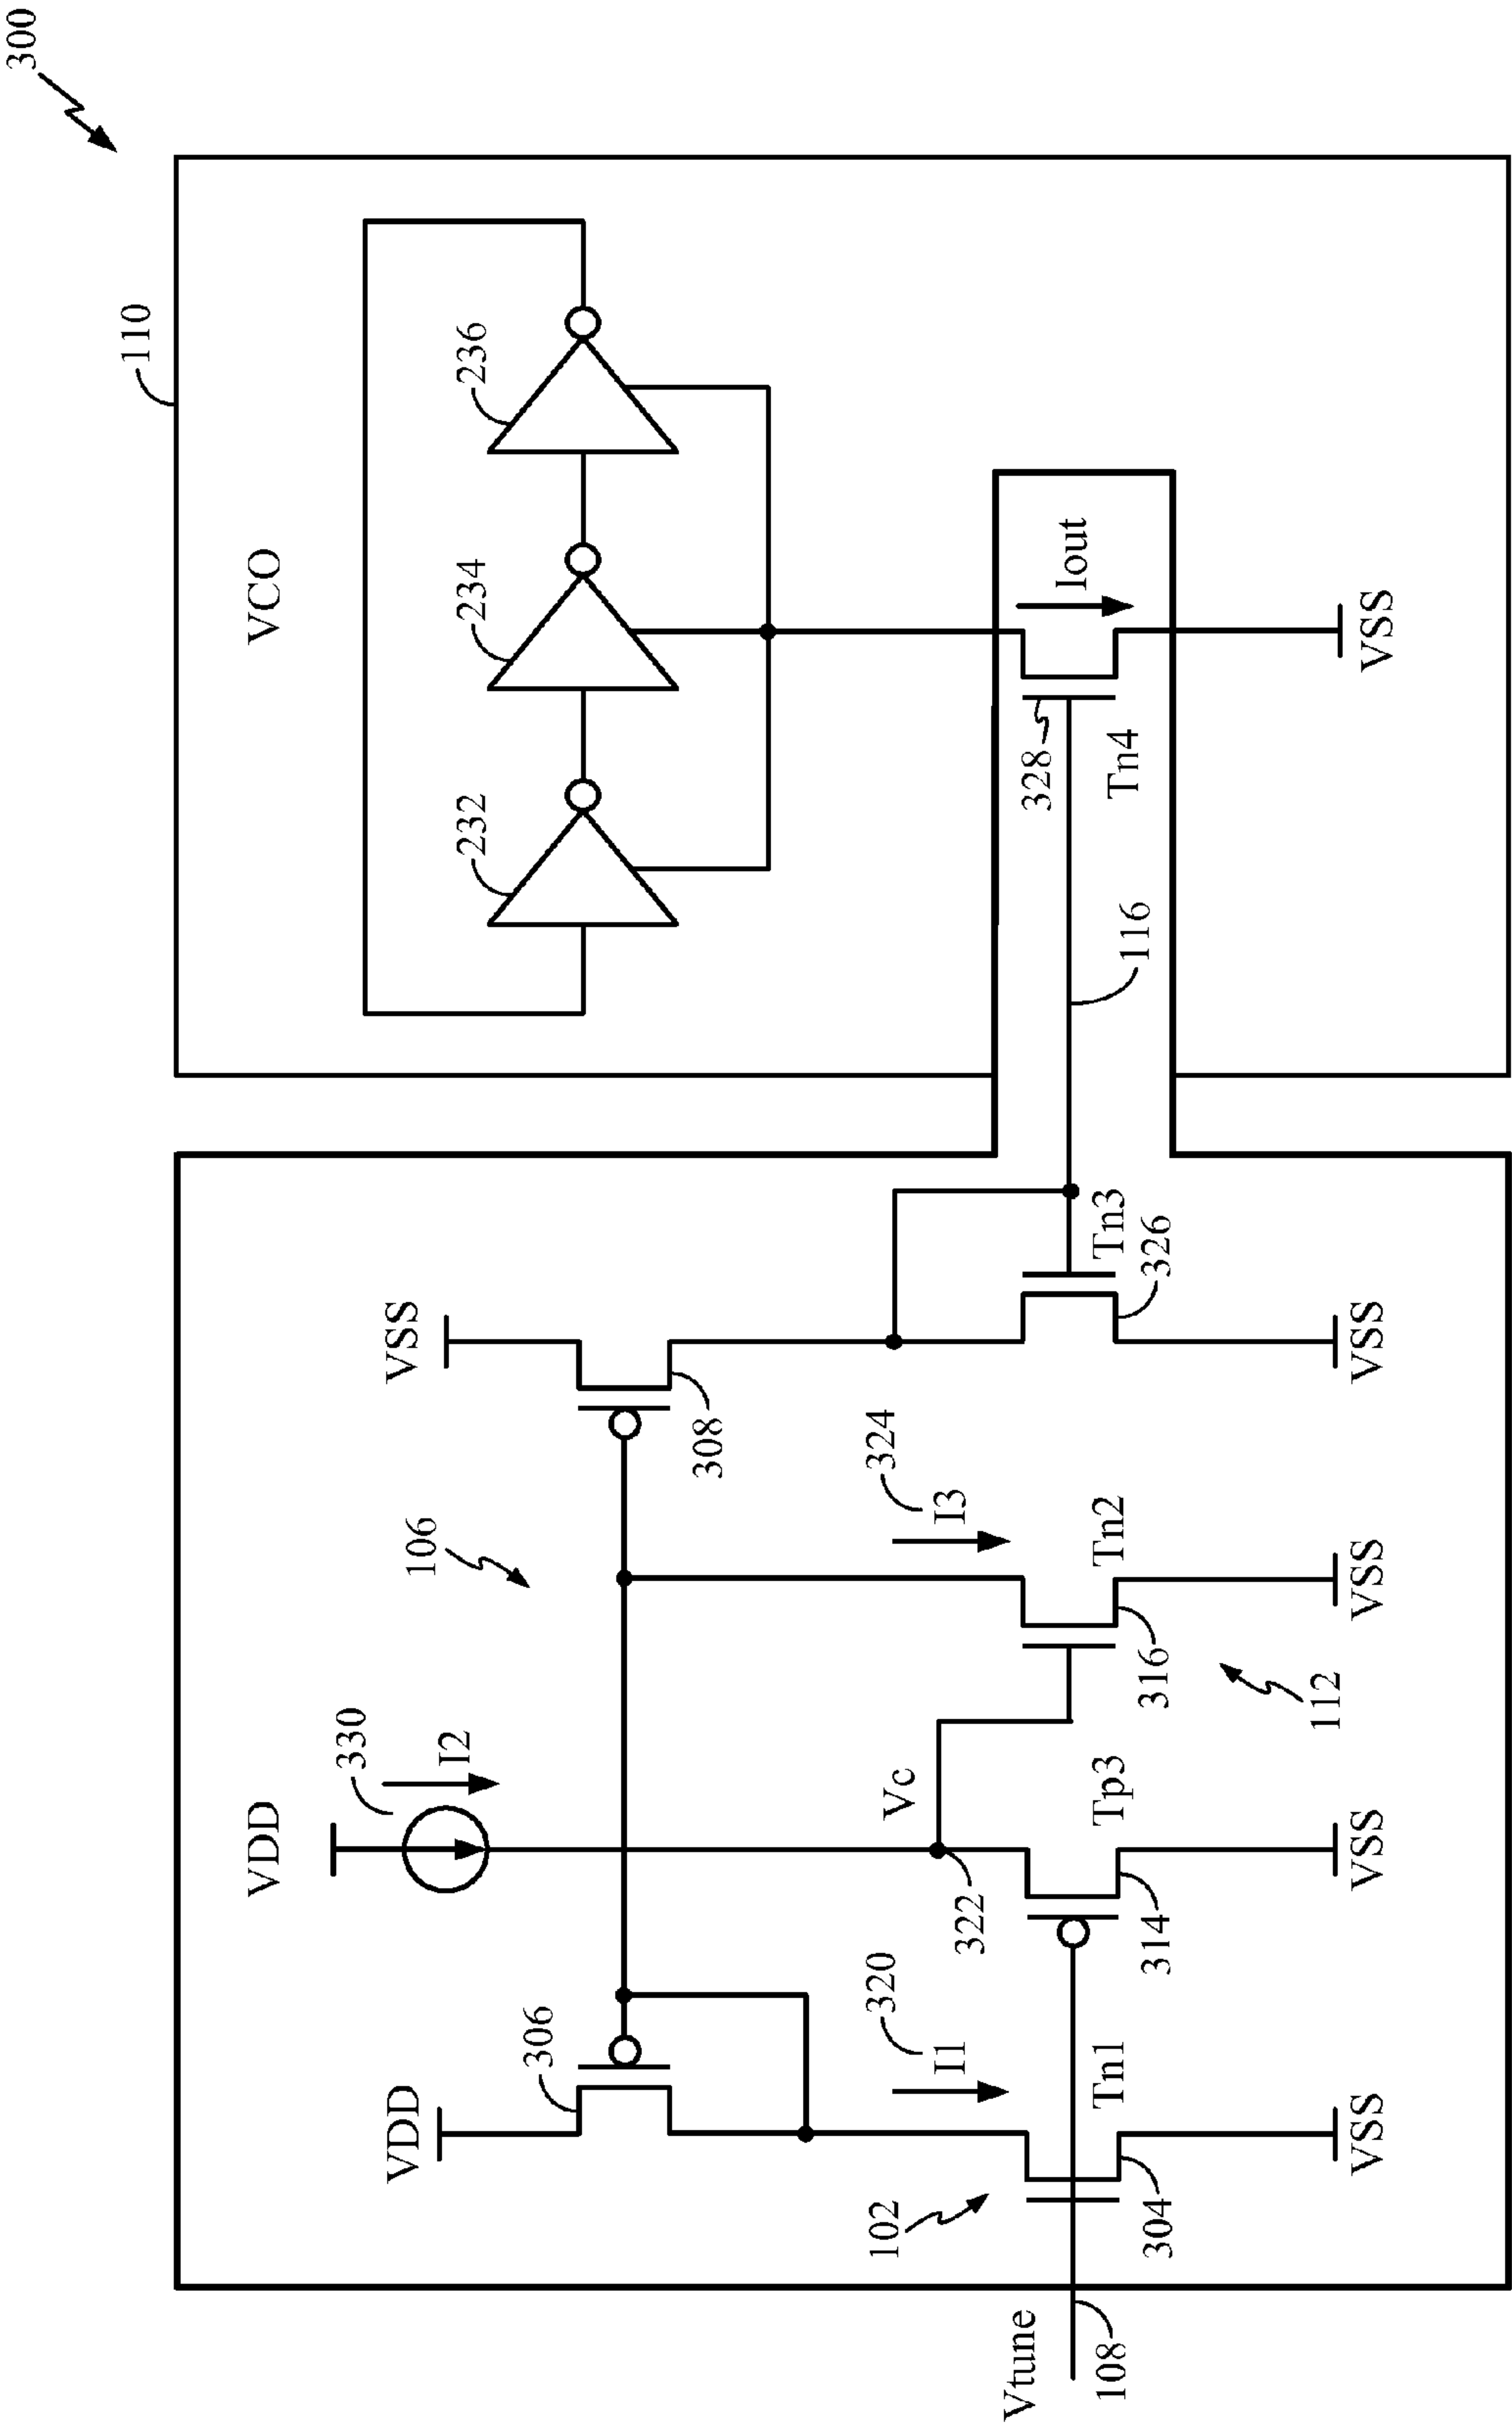 300
110
VCO
232
234
236
Iout
328
Tn4
116
VSS
VDD
330
I2
VDD
306
106
VSS
308
320
I1
Vc
322
324
I3
102
Tn1
304
Tp3
314
Tn2
316
112
Tn3
326
VSS
VSS
VSS
VSS
Vtune
108